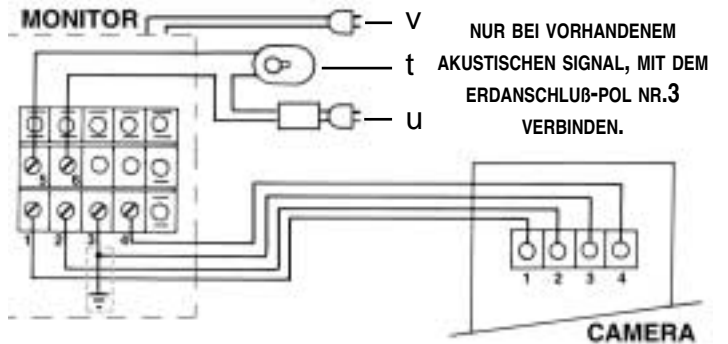 MONITOR
v
t
u
NUR BEI VORHANDENEM
AKUSTISCHEN SIGNAL, MIT DEM
ERDANSCHLUß-POL NR.3
VERBINDEN.
5 6
1 2 3 4
1 2 3 4
CAMERA